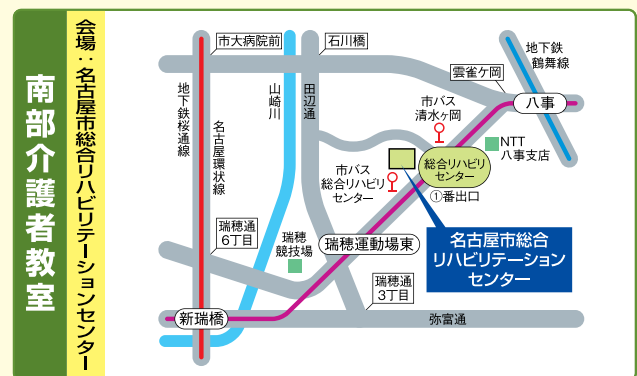 南部介護者教室
会場：名古屋市総合リハビリテーションセンター
市大病院前
石川橋
地下鉄
鶴舞線
雲雀ケ岡
八事
地下鉄桜通線
名古屋環状線
山崎川
田辺通
市バス
清水ヶ岡
NTT
八事支店
総合リハビリ
センター
市バス
総合リハビリ
センター
①番出口
瑞穂通
6丁目
瑞穂
競技場
瑞穂運動場東
名古屋市総合
リハビリテーション
センター
瑞穂通
3丁目
新瑞橋
弥富通